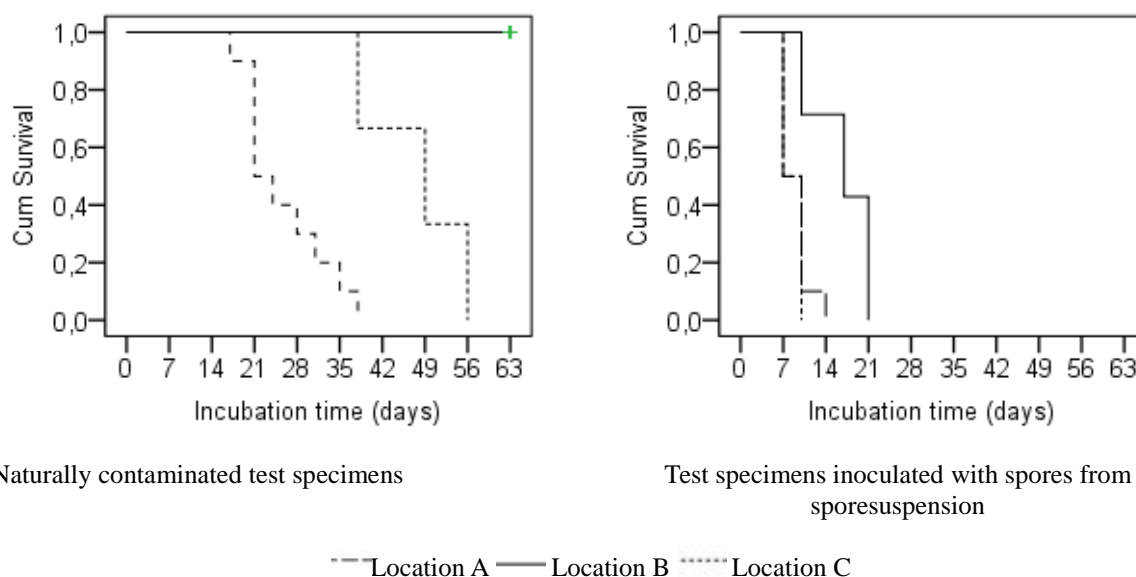 1,0
0,8
0,6
0,4
0,2
0,0
Cum Survival
0 7 14 21 28 35 42 49 56 63
Incubation time (days)
1,0
0,8
0,6
0,4
0,2
0,0
Cum Survival
0 7 14 21 28 35 42 49 56 63
Incubation time (days)
Naturally contaminated test specimens
Test specimens inoculated with spores from
sporesuspension
Location A Location B Location C